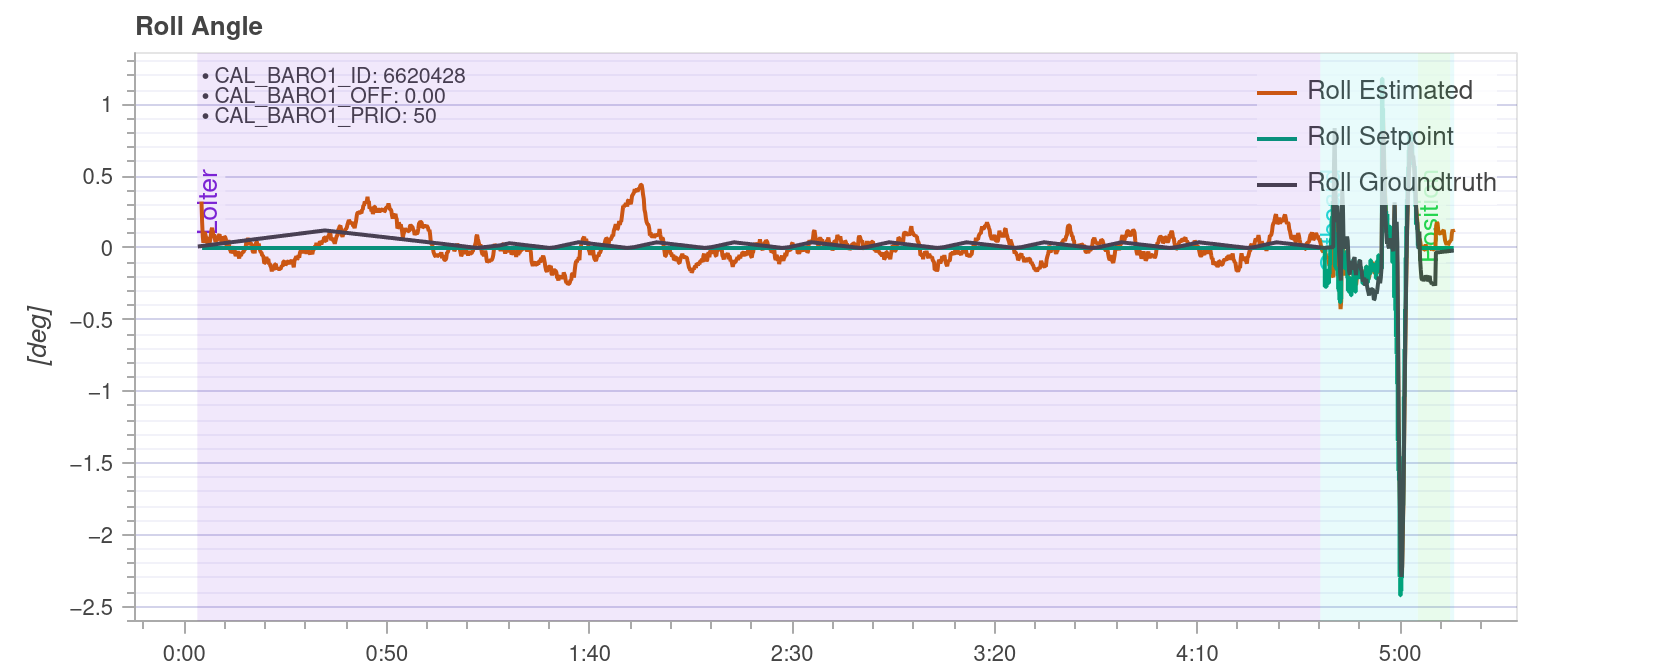 Roll Angle
• CAL_BARO1_ID: 6620428
• CAL_BARO1_OFF: 0.00
• CAL_BARO1_PRIO: 50
Roll Estimated
Roll Setpoint
Roll Groundtruth
Loiter
1
0.5
0
−0.5
−1
−1.5
−2
−2.5
[deg]
0:00
0:50
1:40
2:30
3:20
4:10
5:00